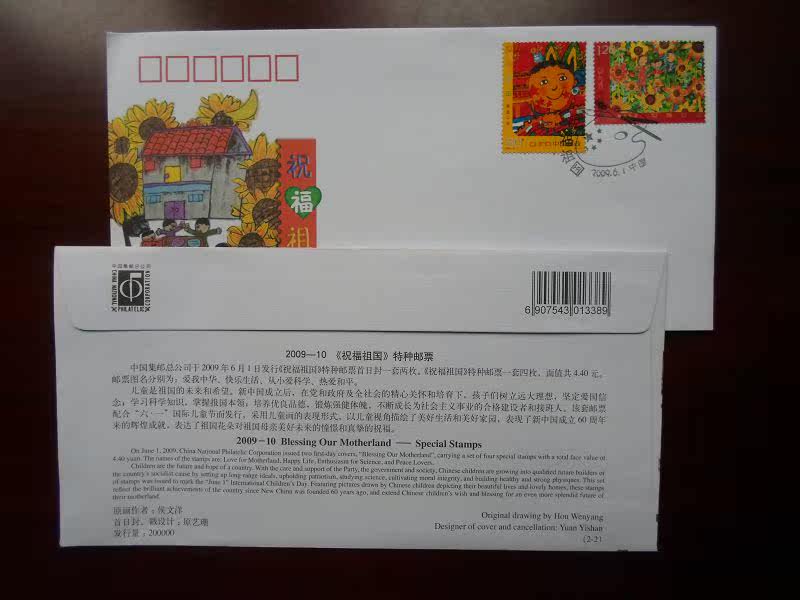 120
祝
福
祖
祖国
2009.6.1 中国
中国集邮总公司
CHINA NATIONAL PHILATELIC CORPORATION
6 907543 013389
2009—10 《祝福祖国》特种邮票
中国集邮总公司于2009年6月1日发行《祝福祖国》特种邮票首日封一套两枚。《祝福祖国》特种邮票一套四枚，面值共4.40元。
邮票图名分别为：爱我中华、快乐生活、从小爱科学、热爱和平。
儿童是祖国的未来和希望。新中国成立后，在党和政府及全社会的精心关怀和培育下，孩子们树立远大理想，坚定爱国信
念；学习科学知识，掌握报国本领；培养优良品德，锻炼强健体魄，不断成长为社会主义事业的合格建设者和接班人。该套邮票
配合“六·一”国际儿童节而发行，采用儿童画的表现形式，以儿童视角描绘了美好生活和美好家园，表现了新中国成立60周年
来的辉煌成就，表达了祖国花朵对祖国母亲美好未来的憧憬和真挚的祝福。
2009－10 Blessing Our Motherland — Special Stamps
On June 1, 2009, China National Philatelic Corporation issued two first-day covers, "Blessing Our Motherland", carrying a set of four special stamps with a total face value of
4.40 yuan. The names of the stamps are: Love for Motherland, Happy Life, Enthusiasm for Science, and Peace Lovers.
Children are the future and hope of a country. With the care and support of the Party, the government and society, Chinese children are growing into qualified future builders of
the country's socialist cause by setting up long-range ideals, upholding patriotism, studying science, cultivating moral integrity, and building healthy and strong physiques. This set
of stamps was issued to mark the "June 1" International Children's Day. Featuring pictures drawn by Chinese children depicting their beautiful lives and lovely homes, these stamps
reflect the brilliant achievements of the country since New China was founded 60 years ago, and extend Chinese children's wish and blessing for an even more splendid future of
their motherland.
原画作者：侯文洋
首日封、戳设计：原艺珊
发行量：200000
Original drawing by Hou Wenyang
Designer of cover and cancellation: Yuan Yishan
(2-2)